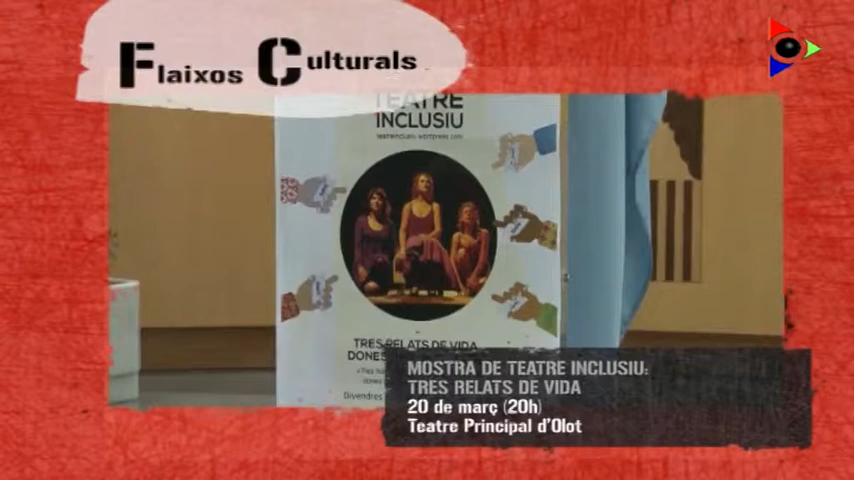 Flaixos Culturals
TEATRE
INCLUSIU
TRES RELATS DE VIDA
DONES
Divendres
MOSTRA DE TEATRE INCLUSIU:
TRES RELATS DE VIDA
20 de març (20h)
Teatre Principal d'Olot